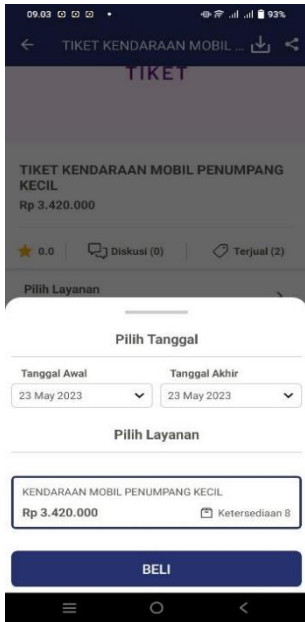 09.03 93%
TIKET KENDARAAN MOBIL ...
TIKET
TIKET KENDARAAN MOBIL PENUMPANG
KECIL
Rp 3.420.000
0.0 Diskusi (0) Terjual (2)
Pilih Layanan
Pilih Tanggal
Tanggal Awal Tanggal Akhir
23 May 2023 23 May 2023
Pilih Layanan
KENDARAAN MOBIL PENUMPANG KECIL
Rp 3.420.000 Ketersediaan 8
BELI